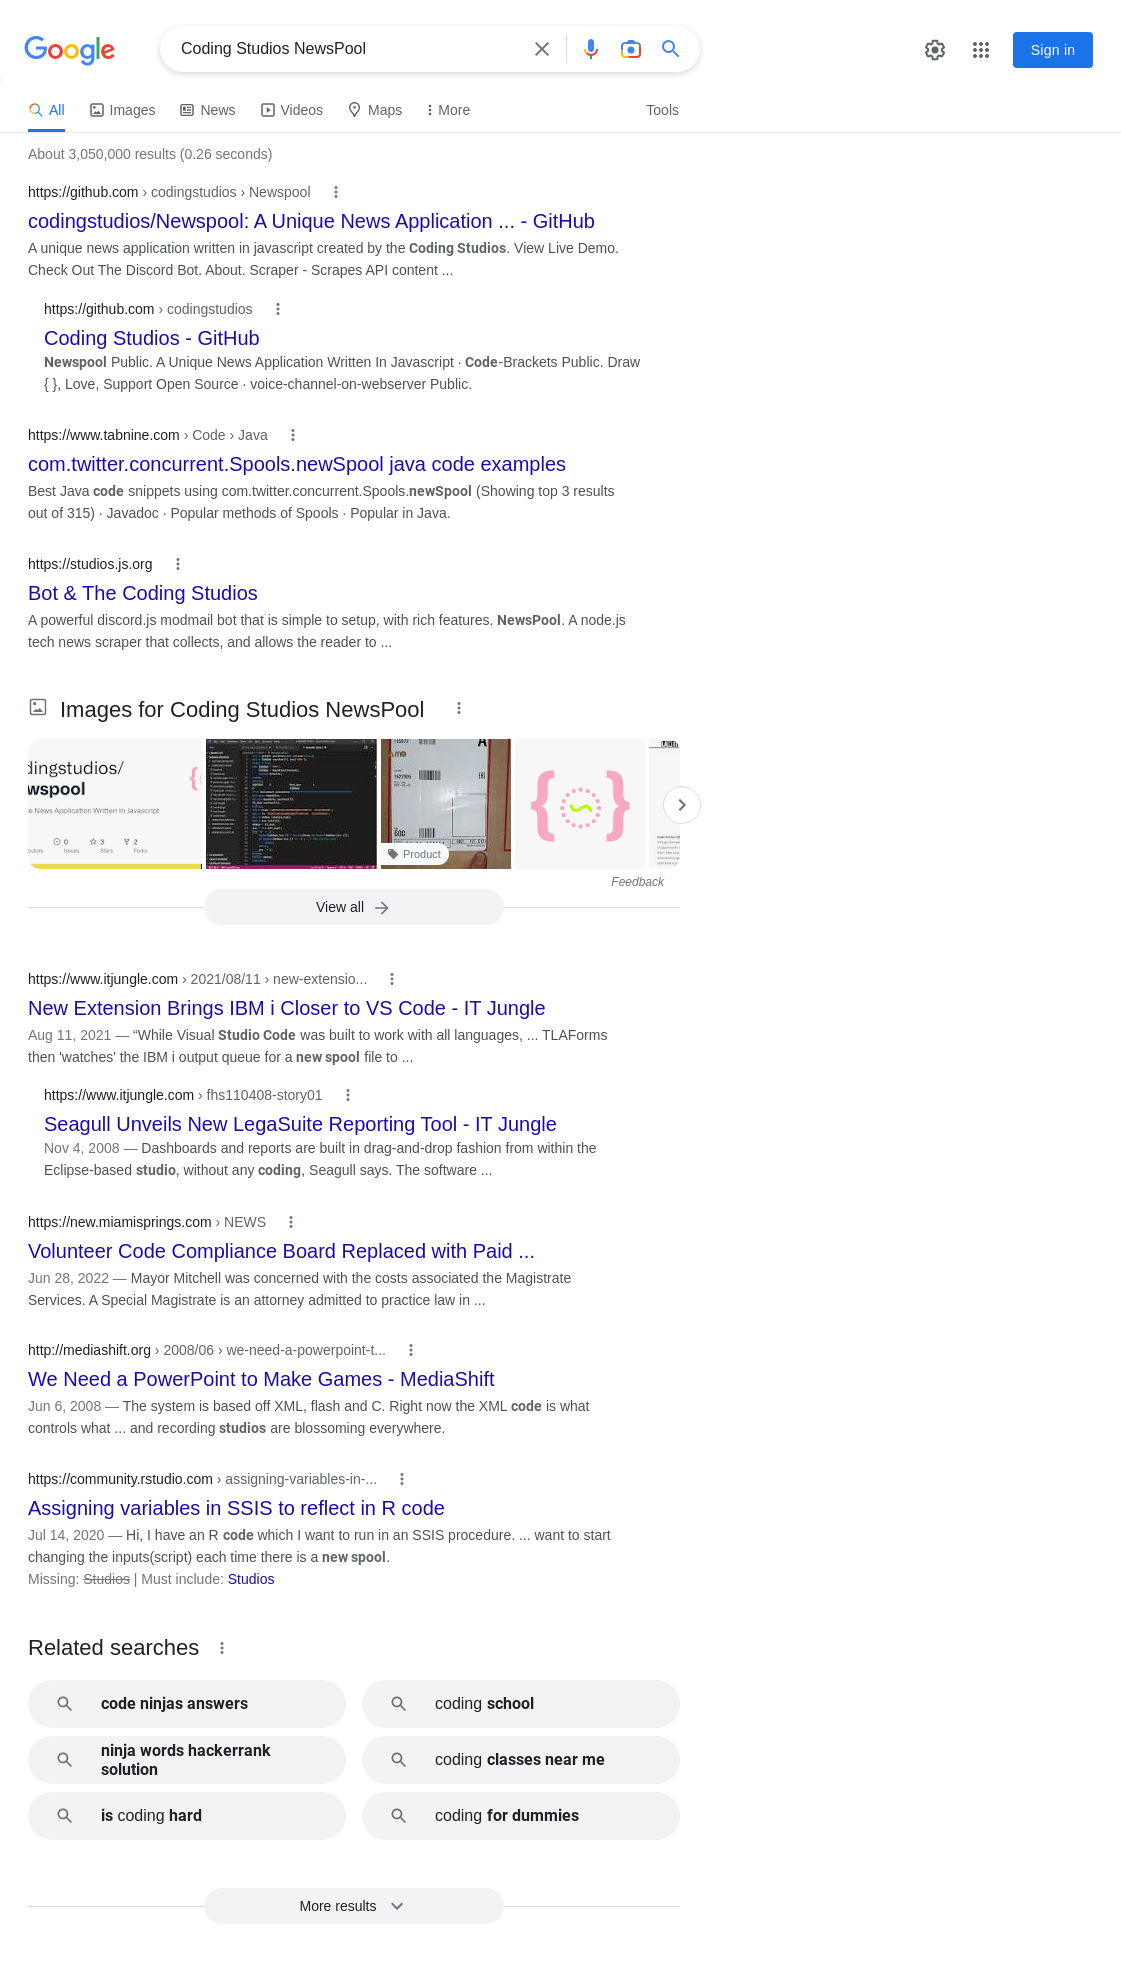 Google
Coding Studios NewsPool
Sign in
All Images News Videos Maps More Tools
About 3,050,000 results (0.26 seconds)
https://github.com › codingstudios › Newspool
codingstudios/Newspool: A Unique News Application ... - GitHub
A unique news application written in javascript created by the Coding Studios. View Live Demo.
Check Out The Discord Bot. About. Scraper - Scrapes API content ...
https://github.com › codingstudios
Coding Studios - GitHub
Newspool Public. A Unique News Application Written In Javascript · Code-Brackets Public. Draw
{ }, Love, Support Open Source · voice-channel-on-webserver Public.
https://www.tabnine.com › Code › Java
com.twitter.concurrent.Spools.newSpool java code examples
Best Java code snippets using com.twitter.concurrent.Spools.newSpool (Showing top 3 results
out of 315) · Javadoc · Popular methods of Spools · Popular in Java.
https://studios.js.org
Bot & The Coding Studios
A powerful discord.js modmail bot that is simple to setup, with rich features. NewsPool. A node.js
tech news scraper that collects, and allows the reader to ...
Images for Coding Studios NewsPool
dingstudios/
wspool
e News Application Written In Javascript
0 3 2
utors Issues Stars Forks
Product
Feedback
View all
https://www.itjungle.com › 2021/08/11 › new-extensio...
New Extension Brings IBM i Closer to VS Code - IT Jungle
Aug 11, 2021 — “While Visual Studio Code was built to work with all languages, ... TLAForms
then 'watches' the IBM i output queue for a new spool file to ...
https://www.itjungle.com › fhs110408-story01
Seagull Unveils New LegaSuite Reporting Tool - IT Jungle
Nov 4, 2008 — Dashboards and reports are built in drag-and-drop fashion from within the
Eclipse-based studio, without any coding, Seagull says. The software ...
https://new.miamisprings.com › NEWS
Volunteer Code Compliance Board Replaced with Paid ...
Jun 28, 2022 — Mayor Mitchell was concerned with the costs associated the Magistrate
Services. A Special Magistrate is an attorney admitted to practice law in ...
http://mediashift.org › 2008/06 › we-need-a-powerpoint-t...
We Need a PowerPoint to Make Games - MediaShift
Jun 6, 2008 — The system is based off XML, flash and C. Right now the XML code is what
controls what ... and recording studios are blossoming everywhere.
https://community.rstudio.com › assigning-variables-in-...
Assigning variables in SSIS to reflect in R code
Jul 14, 2020 — Hi, I have an R code which I want to run in an SSIS procedure. ... want to start
changing the inputs(script) each time there is a new spool.
Missing: Studios | Must include: Studios
Related searches
code ninjas answers
coding school
ninja words hackerrank
solution
coding classes near me
is coding hard
coding for dummies
More results